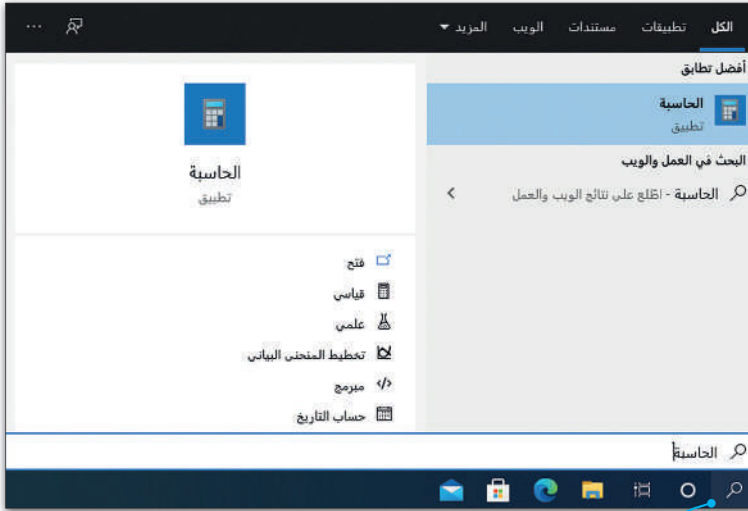 الكل تطبيقات مستندات الويب المزيد
أفضل تطابق
الحاسبة
تطبيق
البحث في العمل والويب
الحاسبة - اطّلع على نتائج الويب والعمل
الحاسبة
تطبيق
فتح
قياسي
علمي
تخطيط المنحنى البياني
مبرمج
حساب التاريخ
الحاسبة